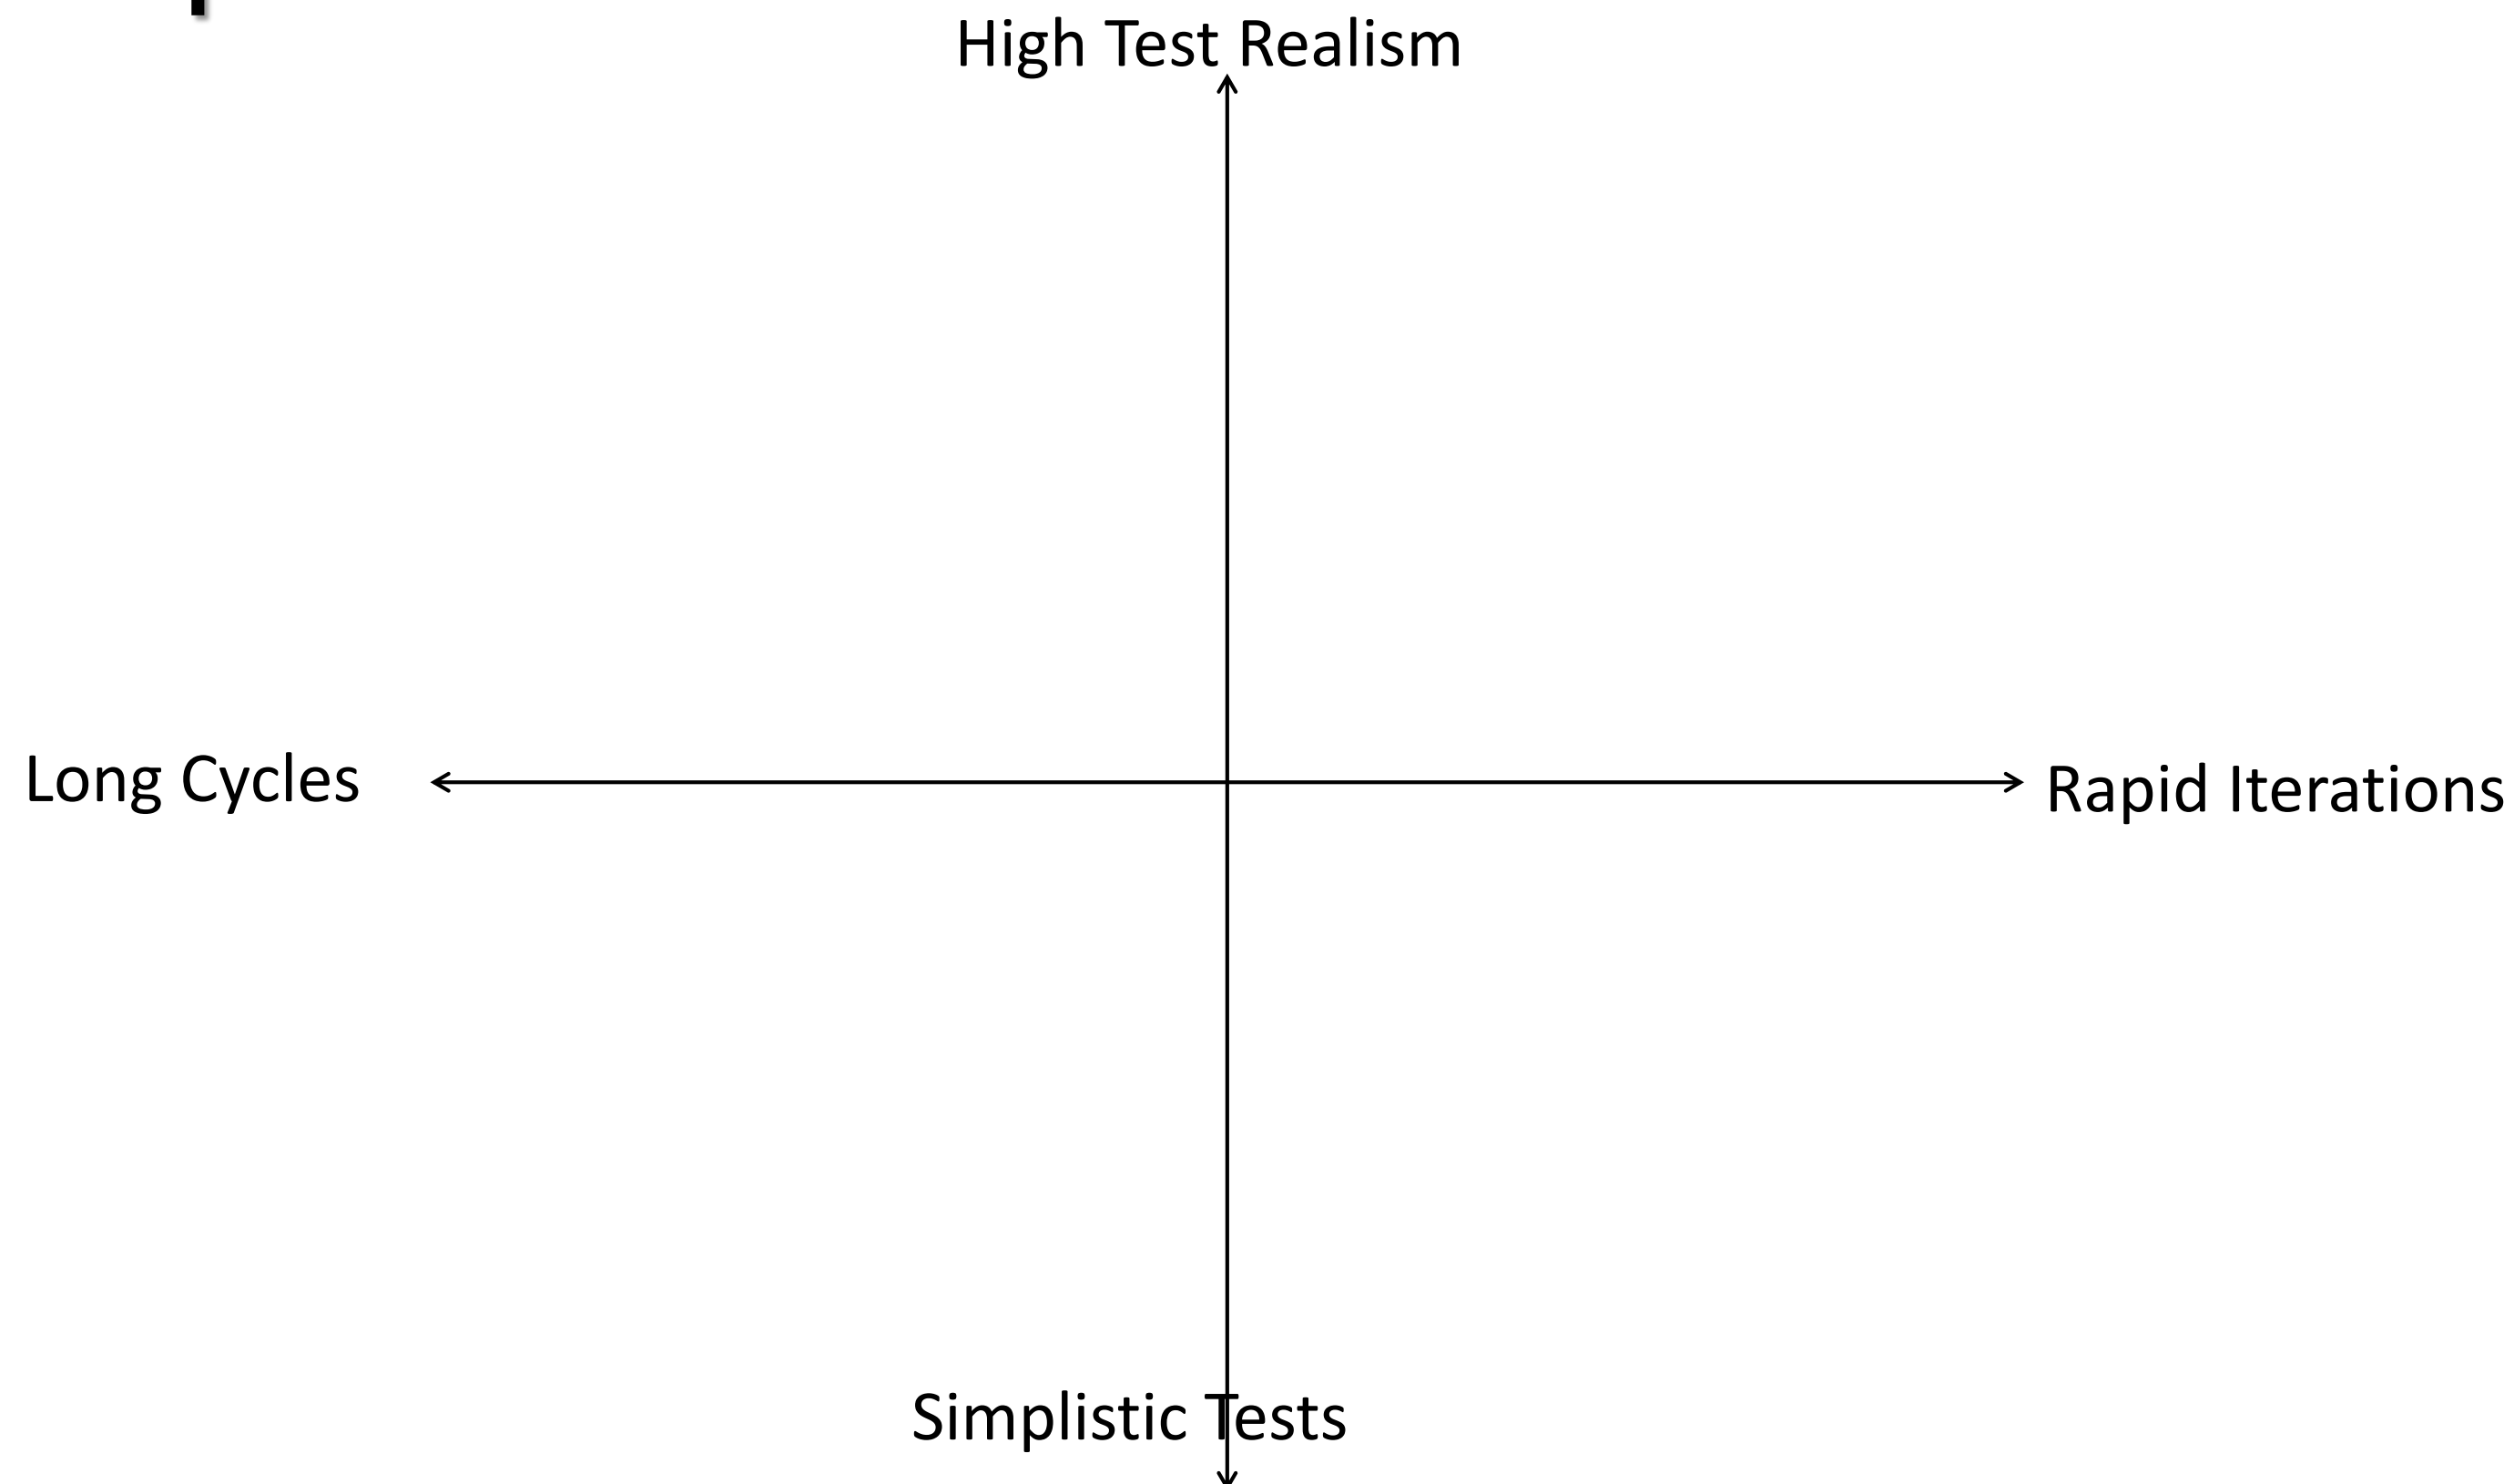 High Test Realism
Long Cycles
Rapid Iterations
Simplistic Tests